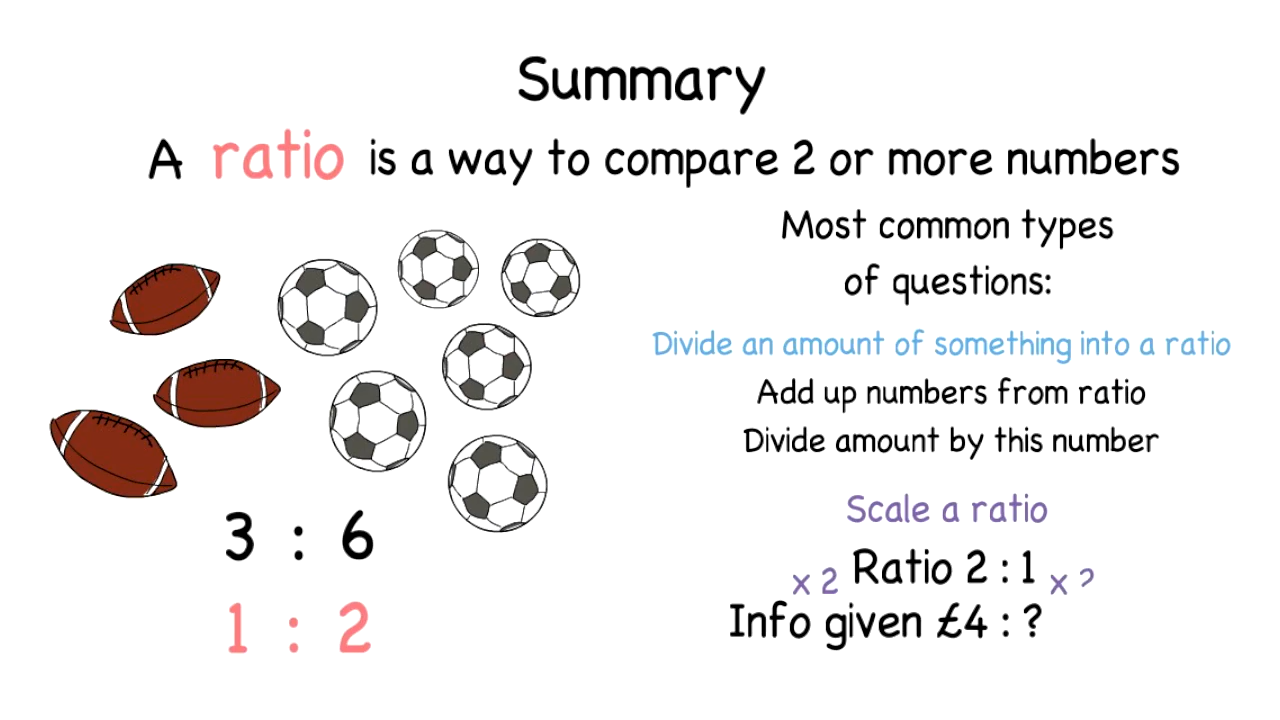 Summary
A ratio is a way to compare 2 or more numbers
Most common types
of questions:
Divide an amount of something into a ratio
Add up numbers from ratio
Divide amount by this number
Scale a ratio
x 2 Ratio 2 : 1 x ?
Info given £4 : ?
3 : 6
1 : 2